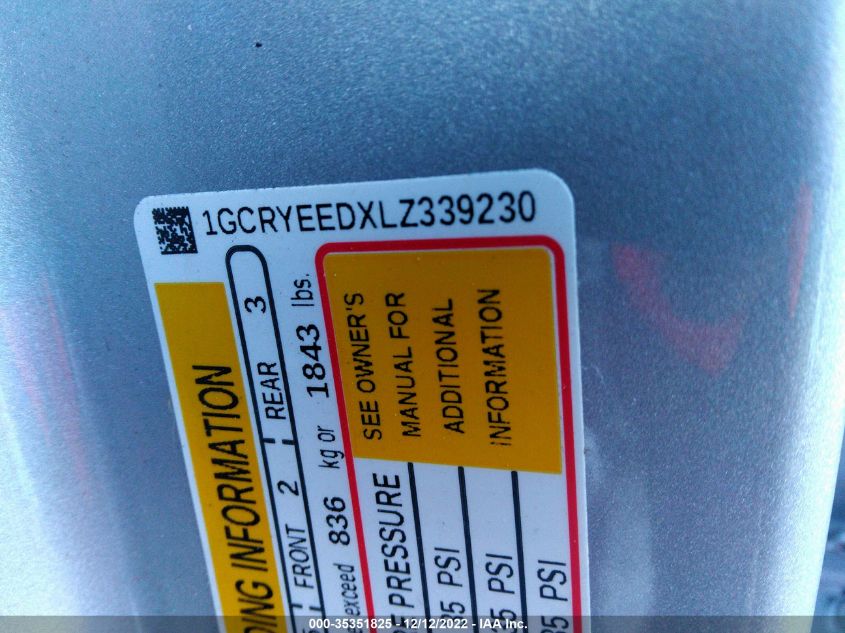 1GCRYEEDXLZ339230
INFORMATION
FRONT 2 REAR 3
exceed 836 kg or 1843 lbs.
PRESSURE
PSI
PSI
PSI
SEE OWNER'S
MANUAL FOR
ADDITIONAL
INFORMATION
000-35351825 - 12/12/2022 - IAA Inc.